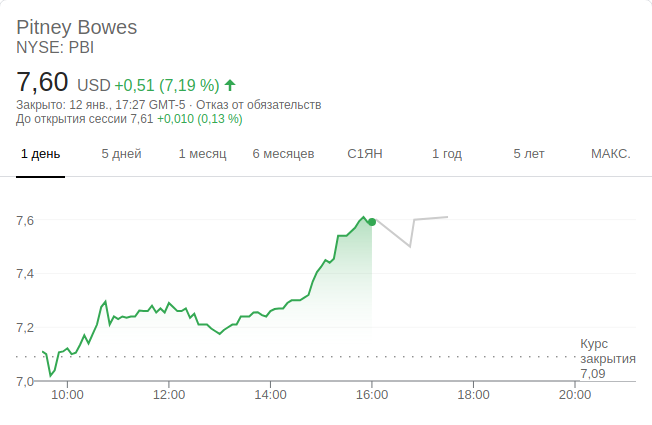 Pitney Bowes
NYSE: PBI
7,60 USD +0,51 (7,19 %)
Закрыто: 12 янв., 17:27 GMT-5 · Отказ от обязательств
До открытия сессии 7,61 +0,010 (0,13 %)
1 день 5 дней 1 месяц 6 месяцев С1ЯН 1 год 5 лет МАКС.
7,6
7,4
7,2
Курс
закрытия
7,09
7,0
10:00 12:00 14:00 16:00 18:00 20:00